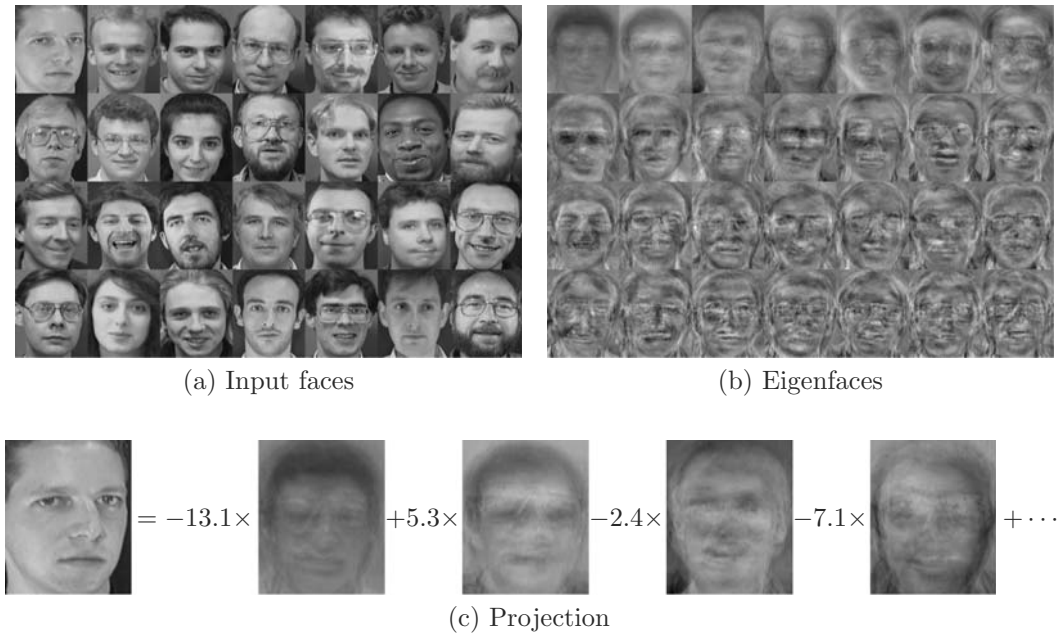 (a) Input faces
(b) Eigenfaces
= −13.1× +5.3× −2.4× −7.1× + ···
(c) Projection